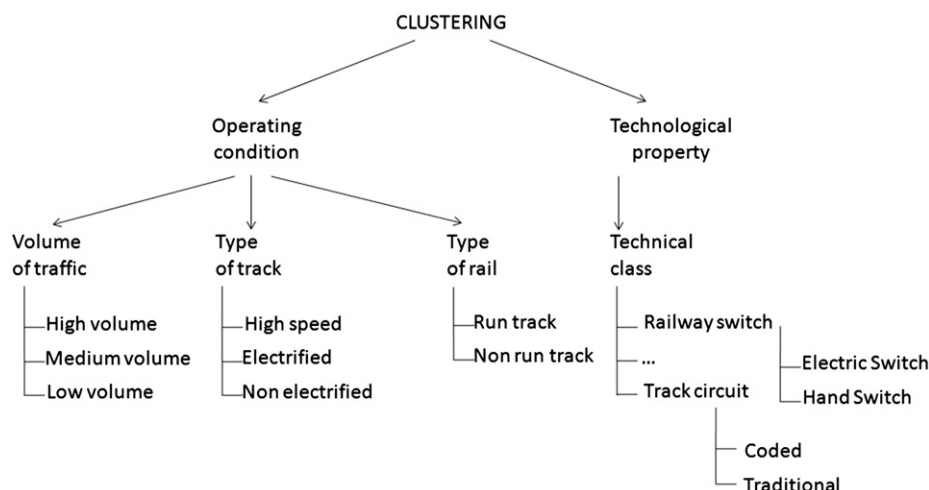 CLUSTERING
Operating
condition
Technological
property
Volume
of traffic
High volume
Medium volume
Low volume
Type
of track
High speed
Electrified
Non electrified
Type
of rail
Run track
Non run track
Technical
class
Railway switch
...
Track circuit
Electric Switch
Hand Switch
Coded
Traditional